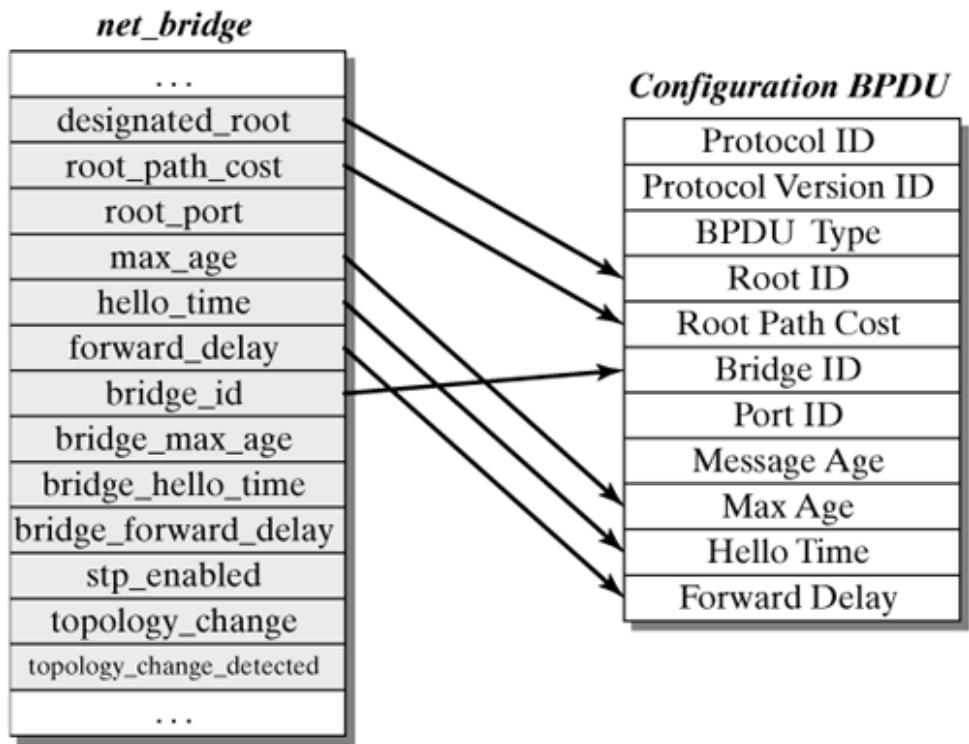 net_bridge
...
designated_root
root_path_cost
root_port
max_age
hello_time
forward_delay
bridge_id
bridge_max_age
bridge_hello_time
bridge_forward_delay
stp_enabled
topology_change
topology_change_detected
...
Configuration BPDU
Protocol ID
Protocol Version ID
BPDU Type
Root ID
Root Path Cost
Bridge ID
Port ID
Message Age
Max Age
Hello Time
Forward Delay